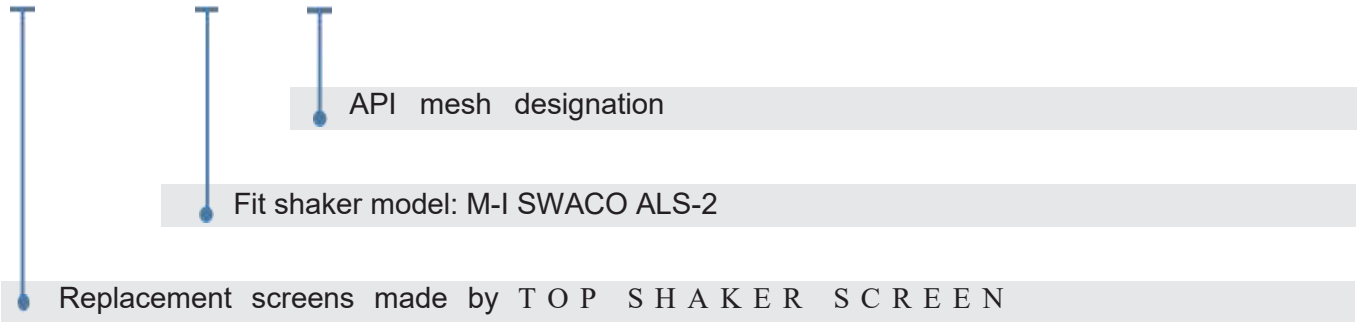 API mesh designation
Fit shaker model: M-I SWACO ALS-2
Replacement screens made by TOP SHAKER SCREEN